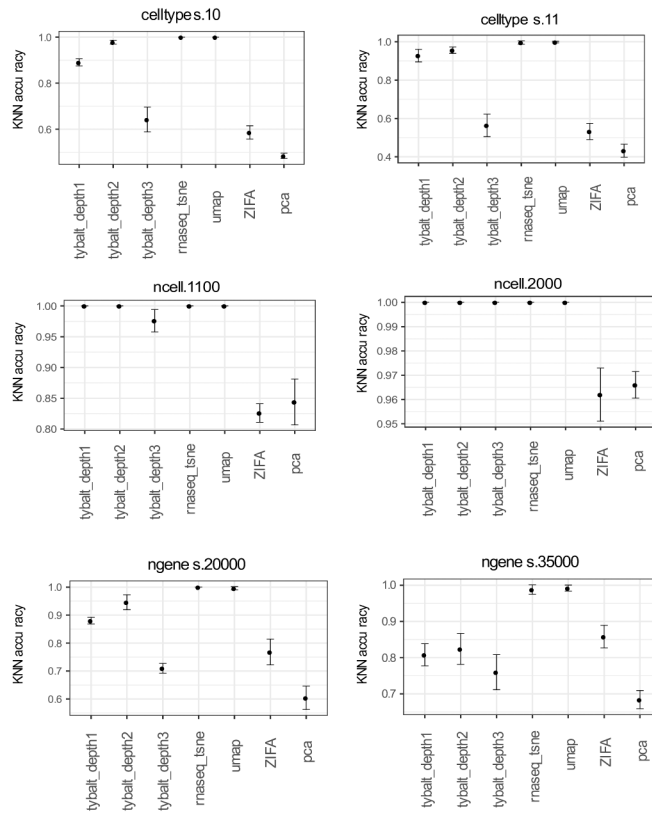 celltypes.10
KNN accu racy
1.0
0.8
0.6
tybalt_depth1
tybalt_depth2
tybalt_depth3
rnaseq_tsne
umap
ZIFA
pca
celltype s.11
KNN accu racy
1.0
0.8
0.6
0.4
tybalt_depth1
tybalt_depth2
tybalt_depth3
rnaseq_tsne
umap
ZIFA
pca
ncell.1100
KNN accu racy
1.00
0.95
0.90
0.85
0.80
tybalt_depth1
tybalt_depth2
tybalt_depth3
rnaseq_tsne
umap
ZIFA
pca
ncell.2000
KNN accu racy
1.00
0.99
0.98
0.97
0.96
0.95
tybalt_depth1
tybalt_depth2
tybalt_depth3
rnaseq_tsne
umap
ZIFA
pca
ngene s.20000
KNN accu racy
1.0
0.9
0.8
0.7
0.6
tybalt_depth1
tybalt_depth2
tybalt_depth3
rnaseq_tsne
umap
ZIFA
pca
ngene s.35000
KNN accu racy
1.0
0.9
0.8
0.7
tybalt_depth1
tybalt_depth2
tybalt_depth3
rnaseq_tsne
umap
ZIFA
pca